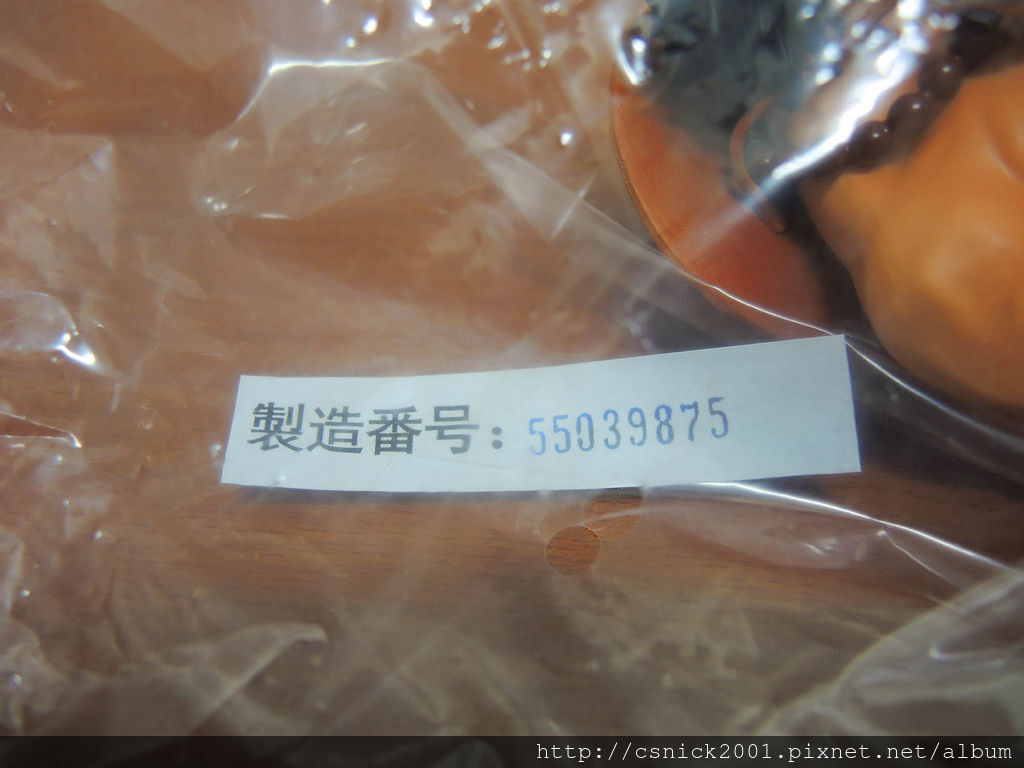 製造番号：55039875
http://csnick2001.pixnet.net/album